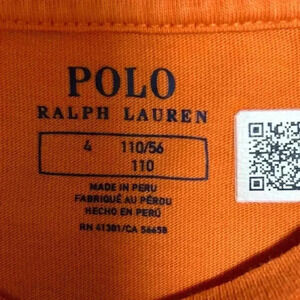 POLO
RALPH LAUREN
4 110/56
110
MADE IN PERU
FABRIQUÉ AU PÉRDU
HECHO EN PERÚ
RN 41381/CA 56658